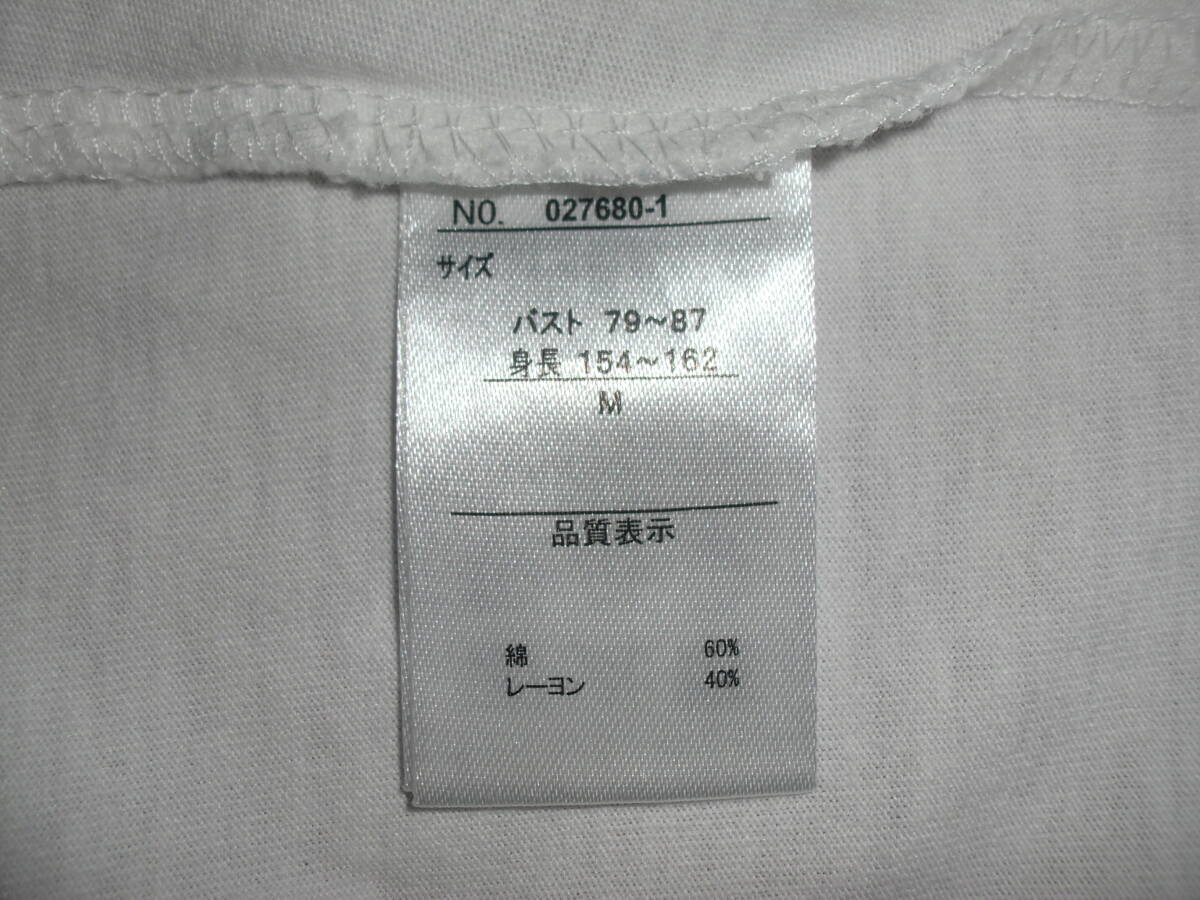 NO. 027680-1
サイズ
バスト 79～87
身長 154～162
M
品質表示
綿 60%
レーヨン 40%